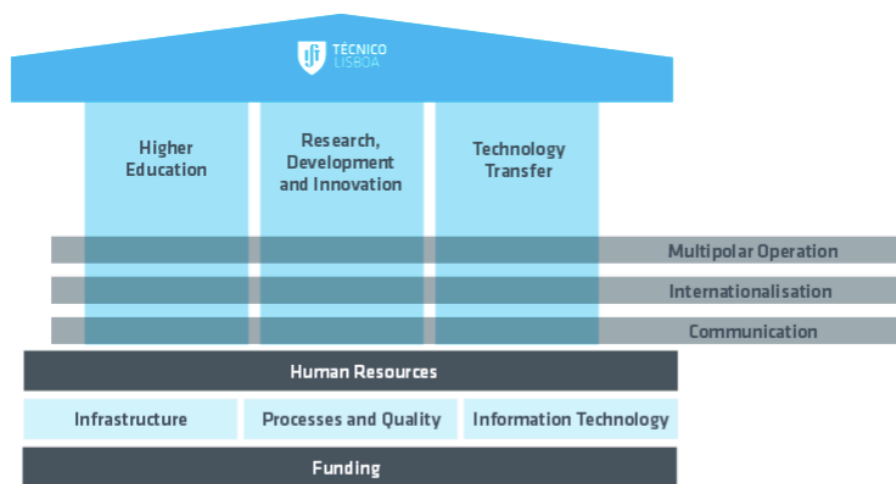 TÉCNICO
LISBOA
Higher
Education
Research,
Development
and Innovation
Technology
Transfer
Multipolar Operation
Internationalisation
Communication
Human Resources
Infrastructure
Processes and Quality
Information Technology
Funding